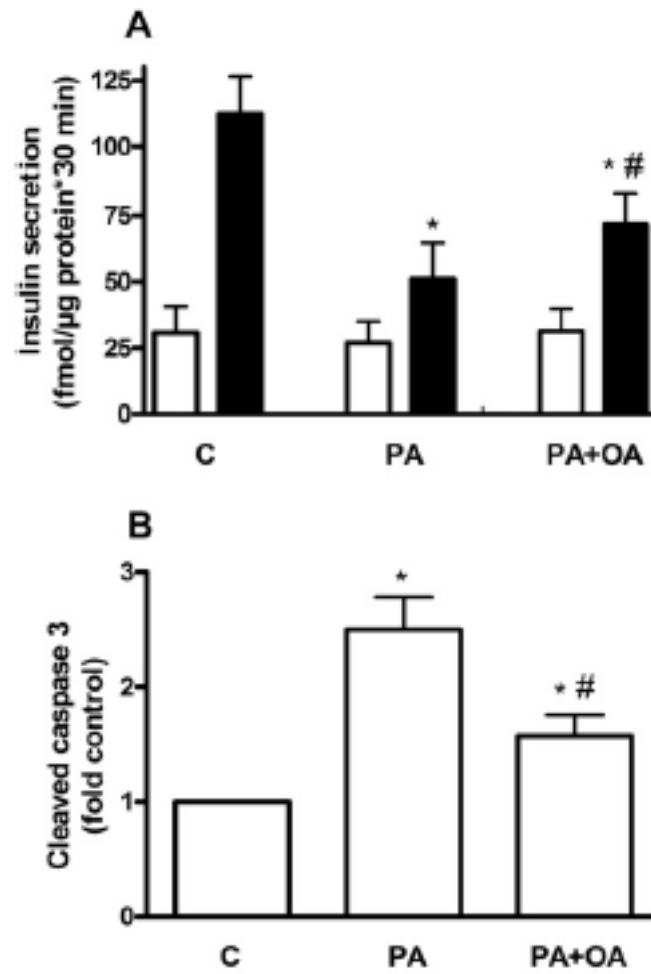 A
Insulin secretion
(fmol/µg protein*30 min)
125
100
75
50
25
0
*
* #
C PA PA+OA
B
Cleaved caspase 3
(fold control)
3
2
1
0
*
* #
C PA PA+OA